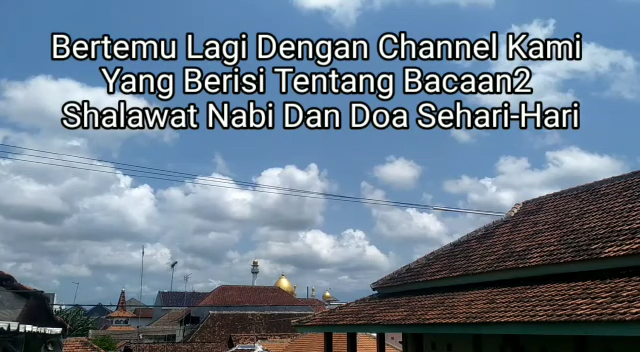 Bertemu Lagi Dengan Channel Kami
Yang Berisi Tentang Bacaan2
Shalawat Nabi Dan Doa Sehari-Hari